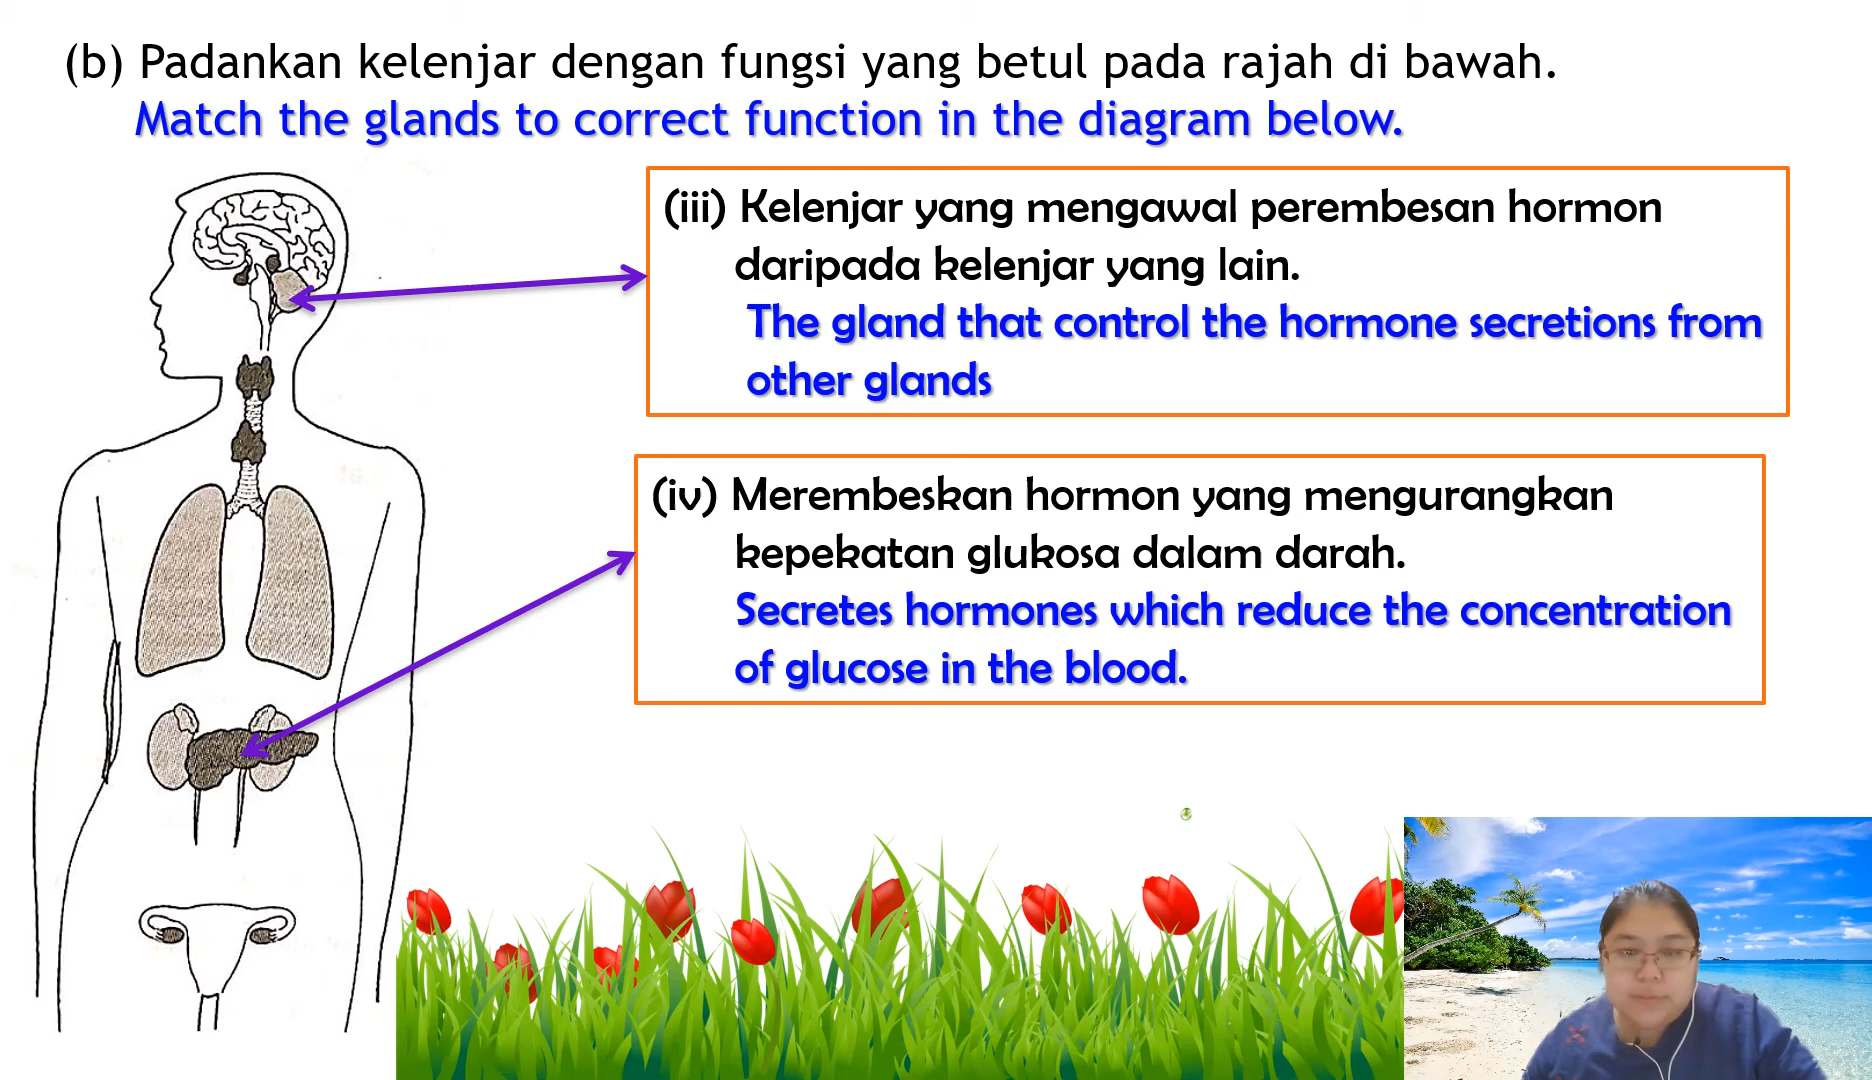 (b) Padankan kelenjar dengan fungsi yang betul pada rajah di bawah.
Match the glands to correct function in the diagram below.
(iii) Kelenjar yang mengawal perembesan hormon
daripada kelenjar yang lain.
The gland that control the hormone secretions from
other glands
(iv) Merembeskan hormon yang mengurangkan
kepekatan glukosa dalam darah.
Secretes hormones which reduce the concentration
of glucose in the blood.